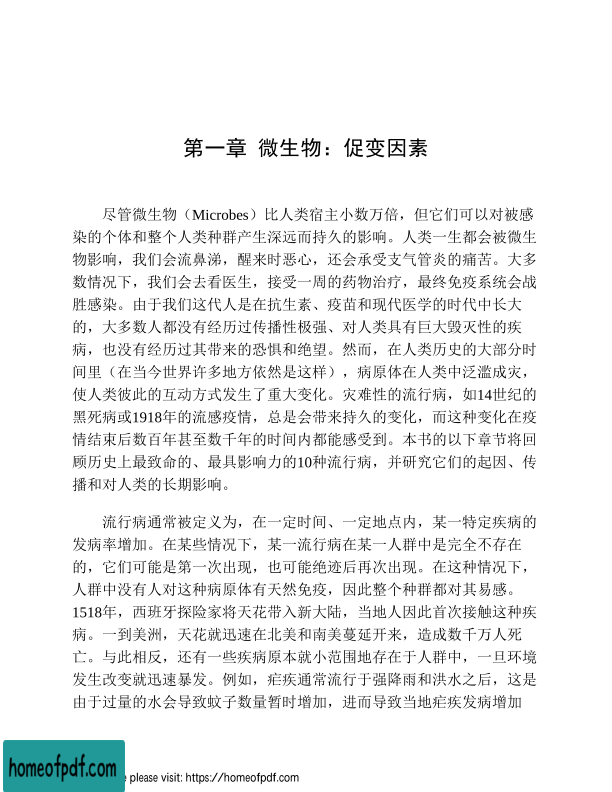 第一章 微生物：促变因素
尽管微生物（Microbes）比人类宿主小数万倍，但它们可以对被感
染的个体和整个人类种群产生深远而持久的影响。人类一生都会被微生
物影响，我们会流鼻涕，醒来时恶心，还会承受支气管炎的痛苦。大多
数情况下，我们会去看医生，接受一周的药物治疗，最终免疫系统会战
胜感染。由于我们这代人是在抗生素、疫苗和现代医学的时代中长大
的，大多数人都没有经历过传播性极强、对人类具有巨大毁灭性的疾
病，也没有经历过其带来的恐惧和绝望。然而，在人类历史的大部分时
间里（在当今世界许多地方依然是这样），病原体在人类中泛滥成灾，
使人类彼此的互动方式发生了重大变化。灾难性的流行病，如14世纪的
黑死病或1918年的流感疫情，总是会带来持久的变化，而这种变化在疫
情结束后数百年甚至数千年的时间内都能感受到。本书的以下章节将回
顾历史上最致命的、最具影响力的10种流行病，并研究它们的起因、传
播和对人类的长期影响。
流行病通常被定义为，在一定时间、一定地点内，某一特定疾病的
发病率增加。在某些情况下，某一流行病在某一人群中是完全不存在
的，它们可能是第一次出现，也可能绝迹后再次出现。在这种情况下，
人群中没有人对这种病原体有天然免疫，因此整个种群都对其易感。
1518年，西班牙探险家将天花带入新大陆，当地人因此首次接触这种疾
病。一到美洲，天花就迅速在北美和南美蔓延开来，造成数千万人死
亡。与此相反，还有一些疾病原本就小范围地存在于人群中，一旦环境
发生改变就迅速暴发。例如，疟疾通常流行于强降雨和洪水之后，这是
由于过量的水会导致蚊子数量暂时增加，进而导致当地疟疾发病增加
homeofpdf.com
e please visit: https://homeofpdf.com